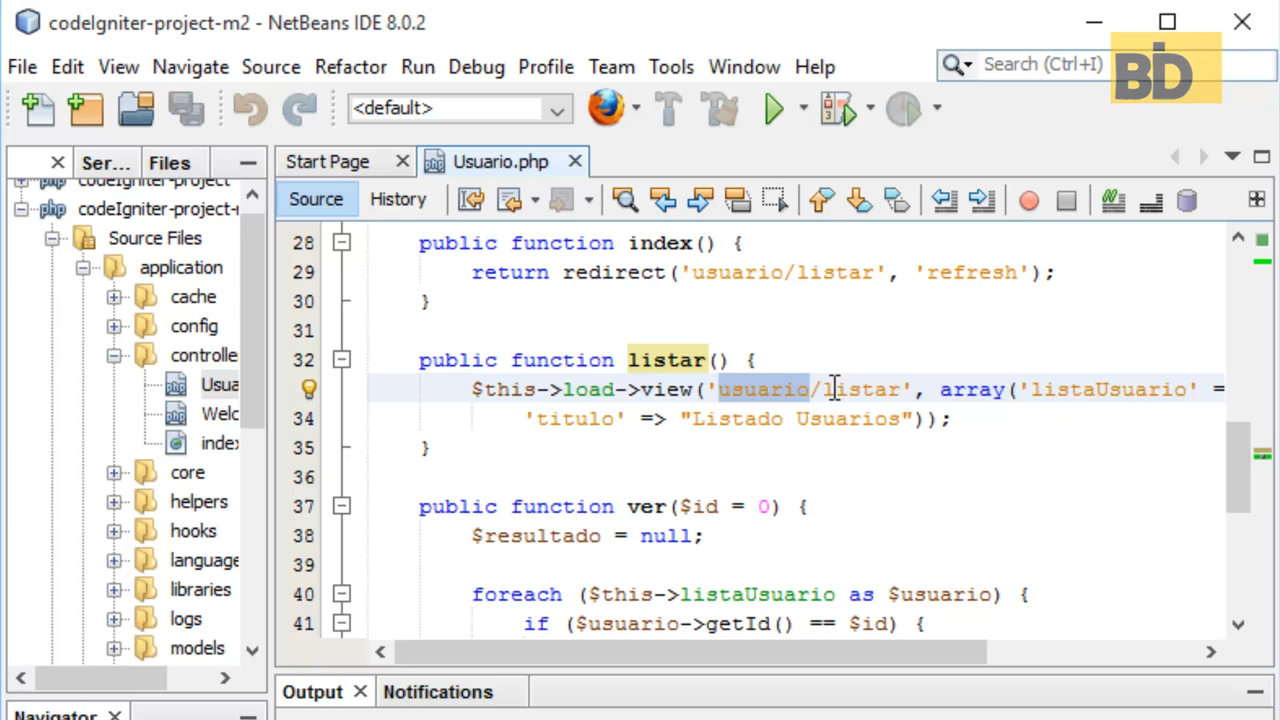 codeIgniter-project-m2 - NetBeans IDE 8.0.2
File Edit View Navigate Source Refactor Run Debug Profile Team Tools Window Help
Search (Ctrl+I)
BD
<default>
Ser... Files
Start Page
Usuario.php
Source History
codeIgniter-project
codeIgniter-project-
Source Files
application
cache
config
controlle
Usua
Welc
index
core
helpers
hooks
language
libraries
logs
models
28 public function index() {
29 return redirect('usuario/listar', 'refresh');
30 }
31
32 public function listar() {
$this->load->view('usuario/listar', array('listaUsuario' =
34 'titulo' => "Listado Usuarios"));
35 }
36
37 public function ver($id = 0) {
38 $resultado = null;
39
40 foreach ($this->listaUsuario as $usuario) {
41 if ($usuario->getId() == $id) {
Output Notifications
Navigator